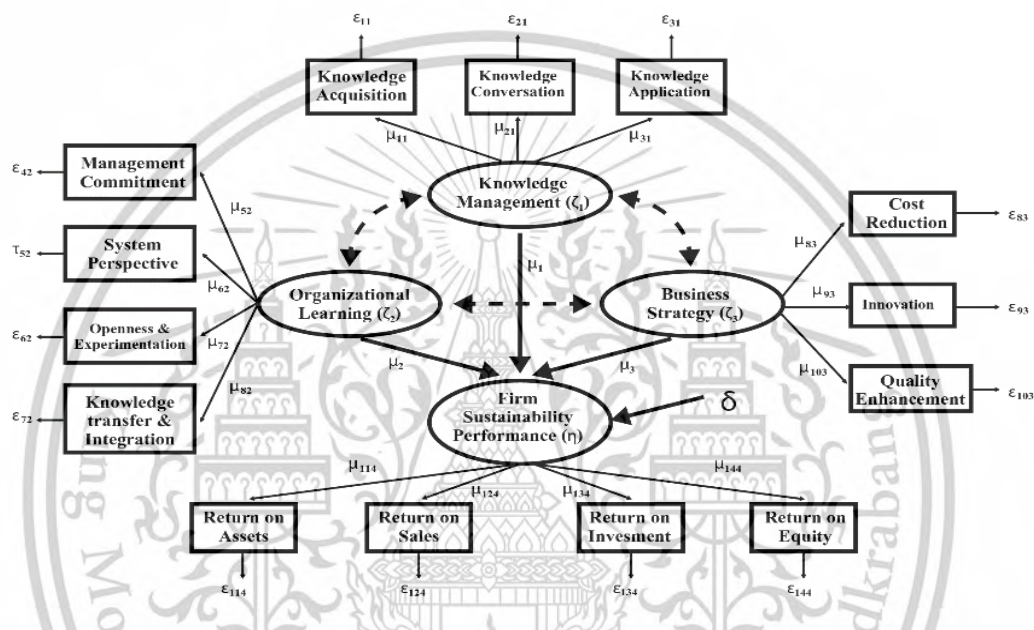 ε₁₁
ε₂₁
ε₃₁
Knowledge
Acquisition
Knowledge
Conversation
Knowledge
Application
μ₁₁
μ₂₁
μ₃₁
ε₄₂
Management
Commitment
Knowledge
Management (ζ₁)
Cost
Reduction
ε₈₃
μ₅₂
μ₈₃
τ₅₂
System
Perspective
μ₆₂
μ₁
μ₉₃
Organizational
Learning (ζ₂)
Business
Strategy (ζ₃)
Innovation
ε₉₃
ε₆₂
Openness &
Experimentation
μ₇₂
μ₂
μ₃
μ₁₀₃
ε₇₂
Knowledge
transfer &
Integration
μ₈₂
Firm
Sustainability
Performance (η)
δ
Quality
Enhancement
ε₁₀₃
μ₁₁₄
μ₁₂₄
μ₁₃₄
μ₁₄₄
Return on
Assets
Return on
Sales
Return on
Invesment
Return on
Equity
ε₁₁₄
ε₁₂₄
ε₁₃₄
ε₁₄₄